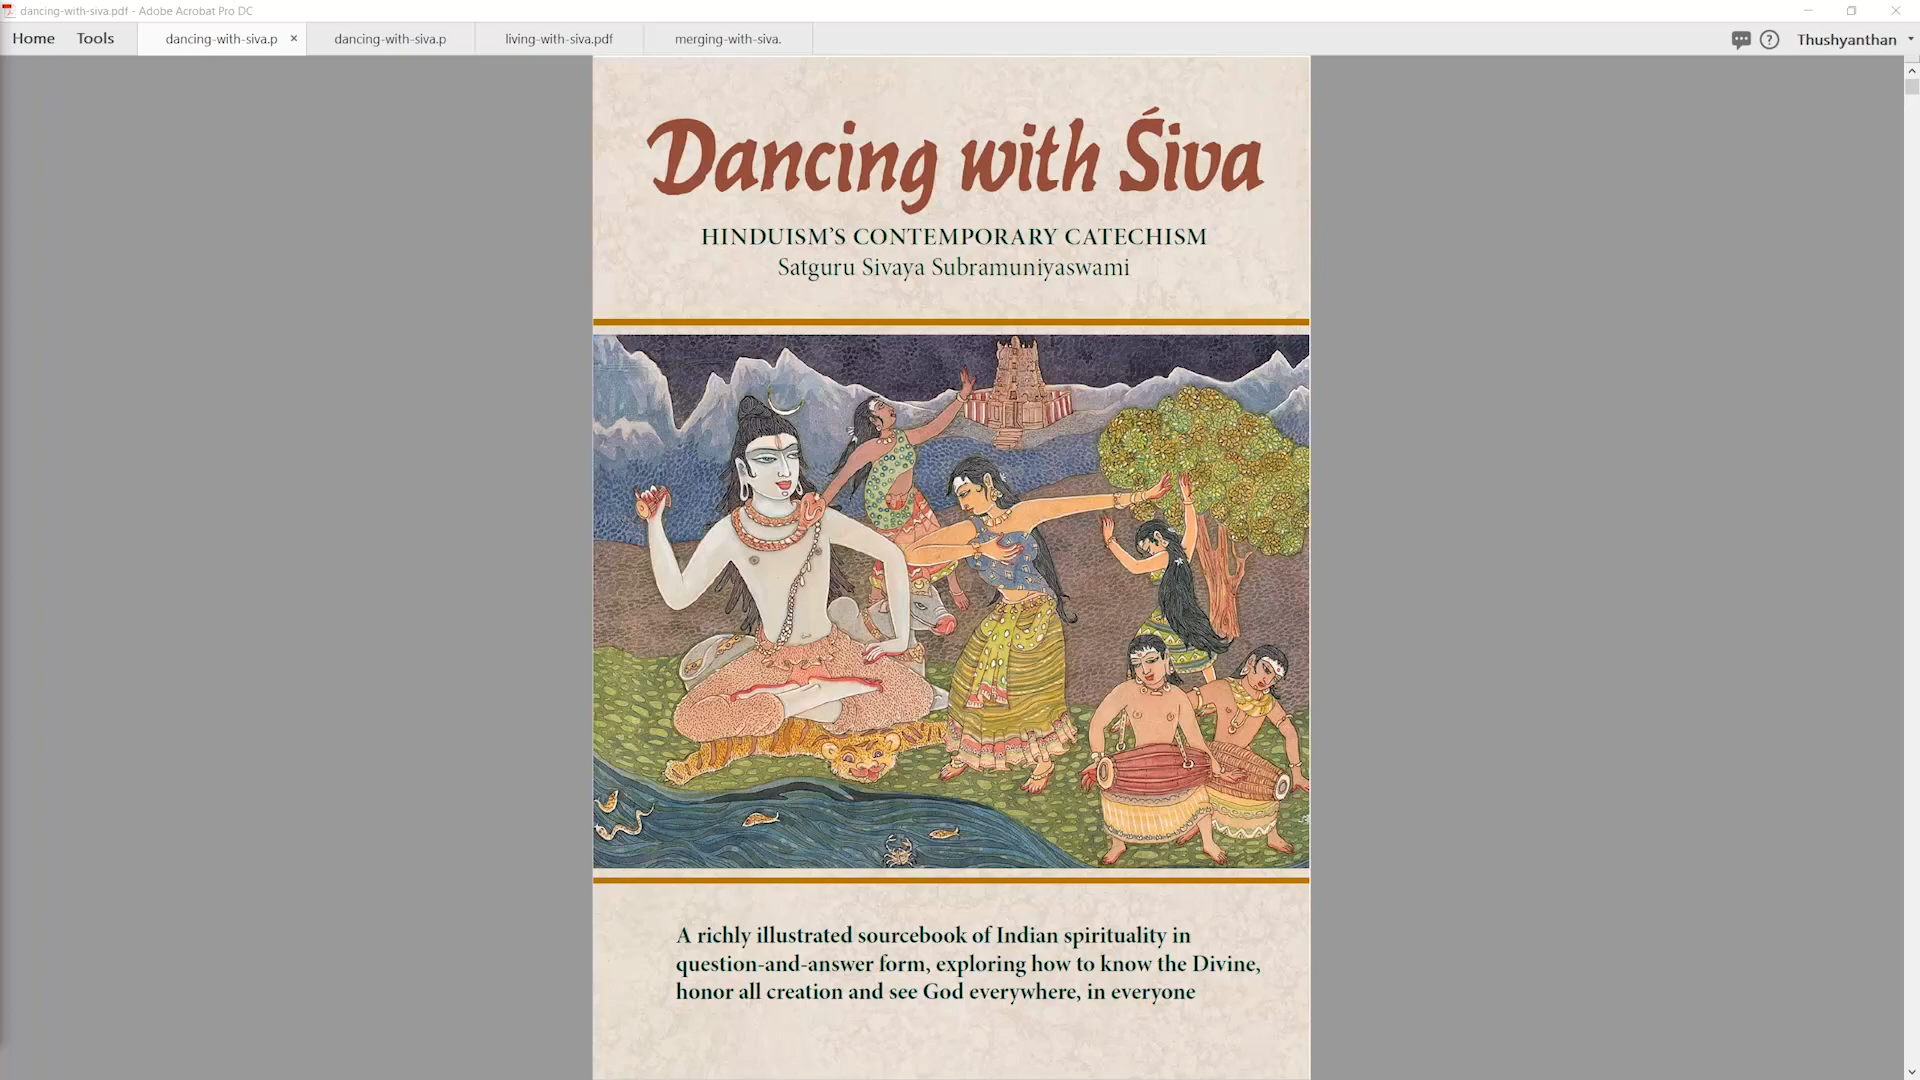 dancing-with-siva.pdf - Adobe Acrobat Pro DC
Home Tools dancing-with-siva.p × dancing-with-siva.p living-with-siva.pdf merging-with-siva. ? Thushyanthan
Dancing with Śiva
HINDUISM’S CONTEMPORARY CATECHISM
Satguru Sivaya Subramuniyaswami
A richly illustrated sourcebook of Indian spirituality in
question-and-answer form, exploring how to know the Divine,
honor all creation and see God everywhere, in everyone